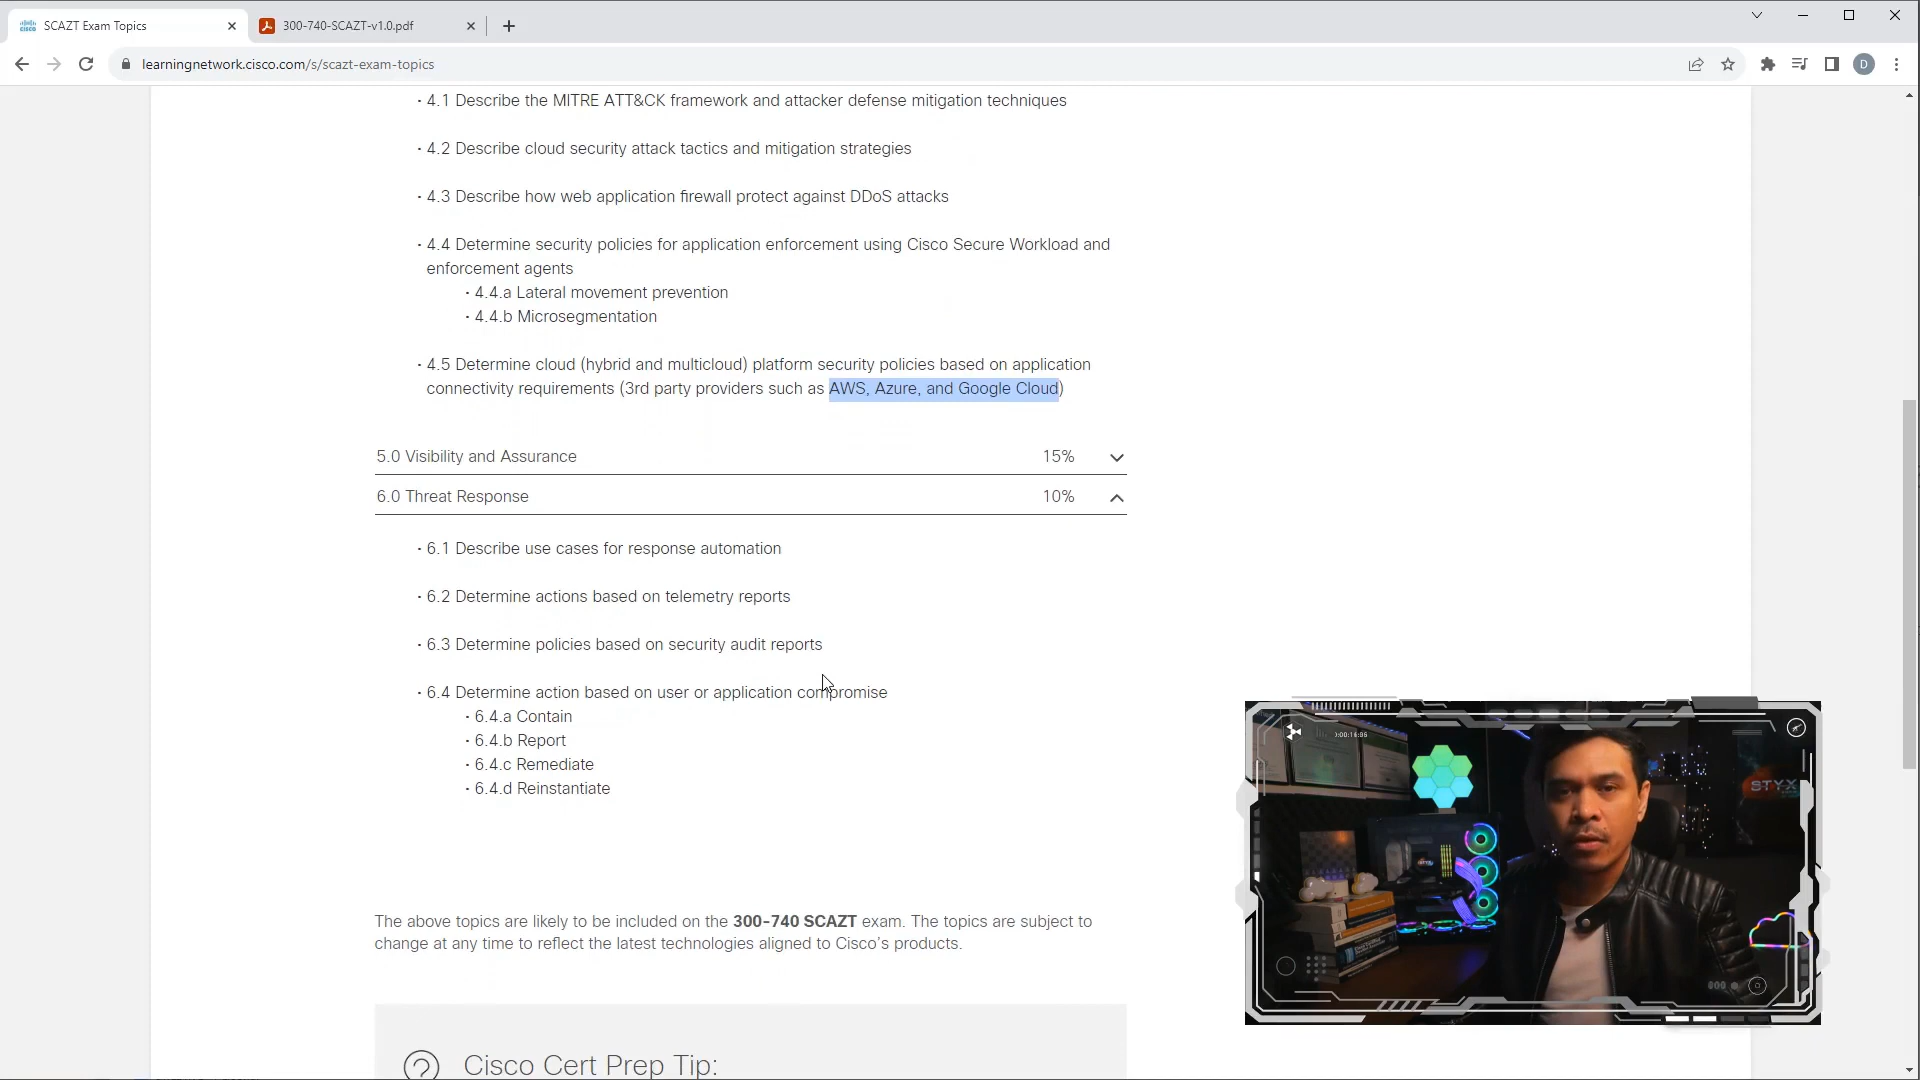 SCAZT Exam Topics
300-740-SCAZT-v1.0.pdf
learningnetwork.cisco.com/s/scazt-exam-topics
D
· 4.1 Describe the MITRE ATT&CK framework and attacker defense mitigation techniques
· 4.2 Describe cloud security attack tactics and mitigation strategies
· 4.3 Describe how web application firewall protect against DDoS attacks
· 4.4 Determine security policies for application enforcement using Cisco Secure Workload and
enforcement agents
· 4.4.a Lateral movement prevention
· 4.4.b Microsegmentation
· 4.5 Determine cloud (hybrid and multicloud) platform security policies based on application
connectivity requirements (3rd party providers such as AWS, Azure, and Google Cloud)
5.0 Visibility and Assurance 15%
6.0 Threat Response 10%
· 6.1 Describe use cases for response automation
· 6.2 Determine actions based on telemetry reports
· 6.3 Determine policies based on security audit reports
· 6.4 Determine action based on user or application compromise
· 6.4.a Contain
· 6.4.b Report
· 6.4.c Remediate
· 6.4.d Reinstantiate
The above topics are likely to be included on the 300-740 SCAZT exam. The topics are subject to
change at any time to reflect the latest technologies aligned to Cisco's products.
Cisco Cert Prep Tip:
STYX